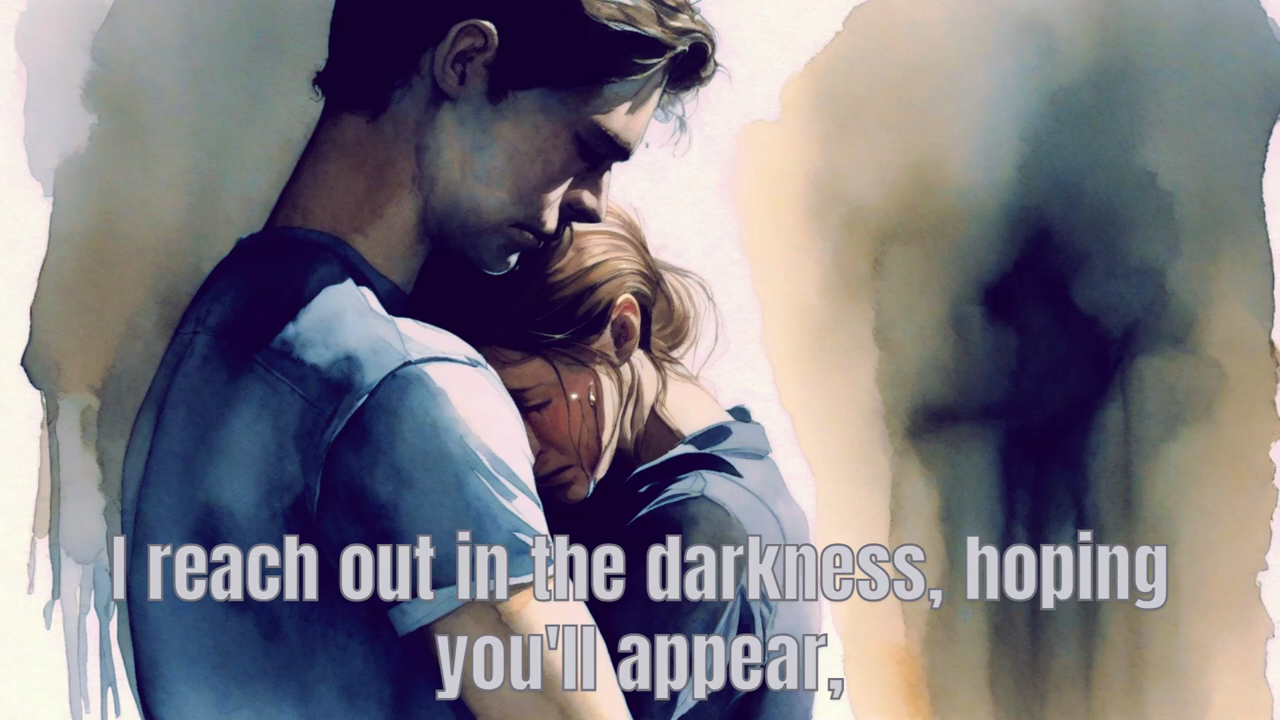 I reach out in the darkness, hoping
you'll appear,